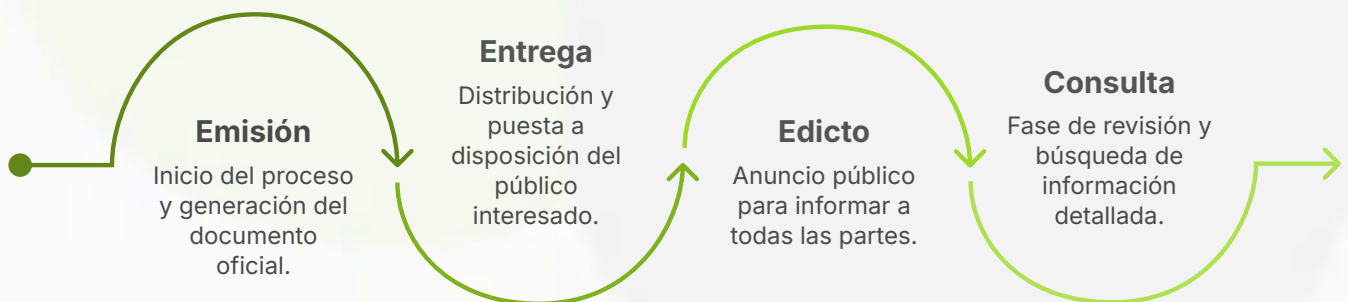 Emisión
Inicio del proceso
y generación del
documento
oficial.
Entrega
Distribución y
puesta a
disposición del
público
interesado.
Edicto
Anuncio público
para informar a
todas las partes.
Consulta
Fase de revisión y
búsqueda de
información
detallada.